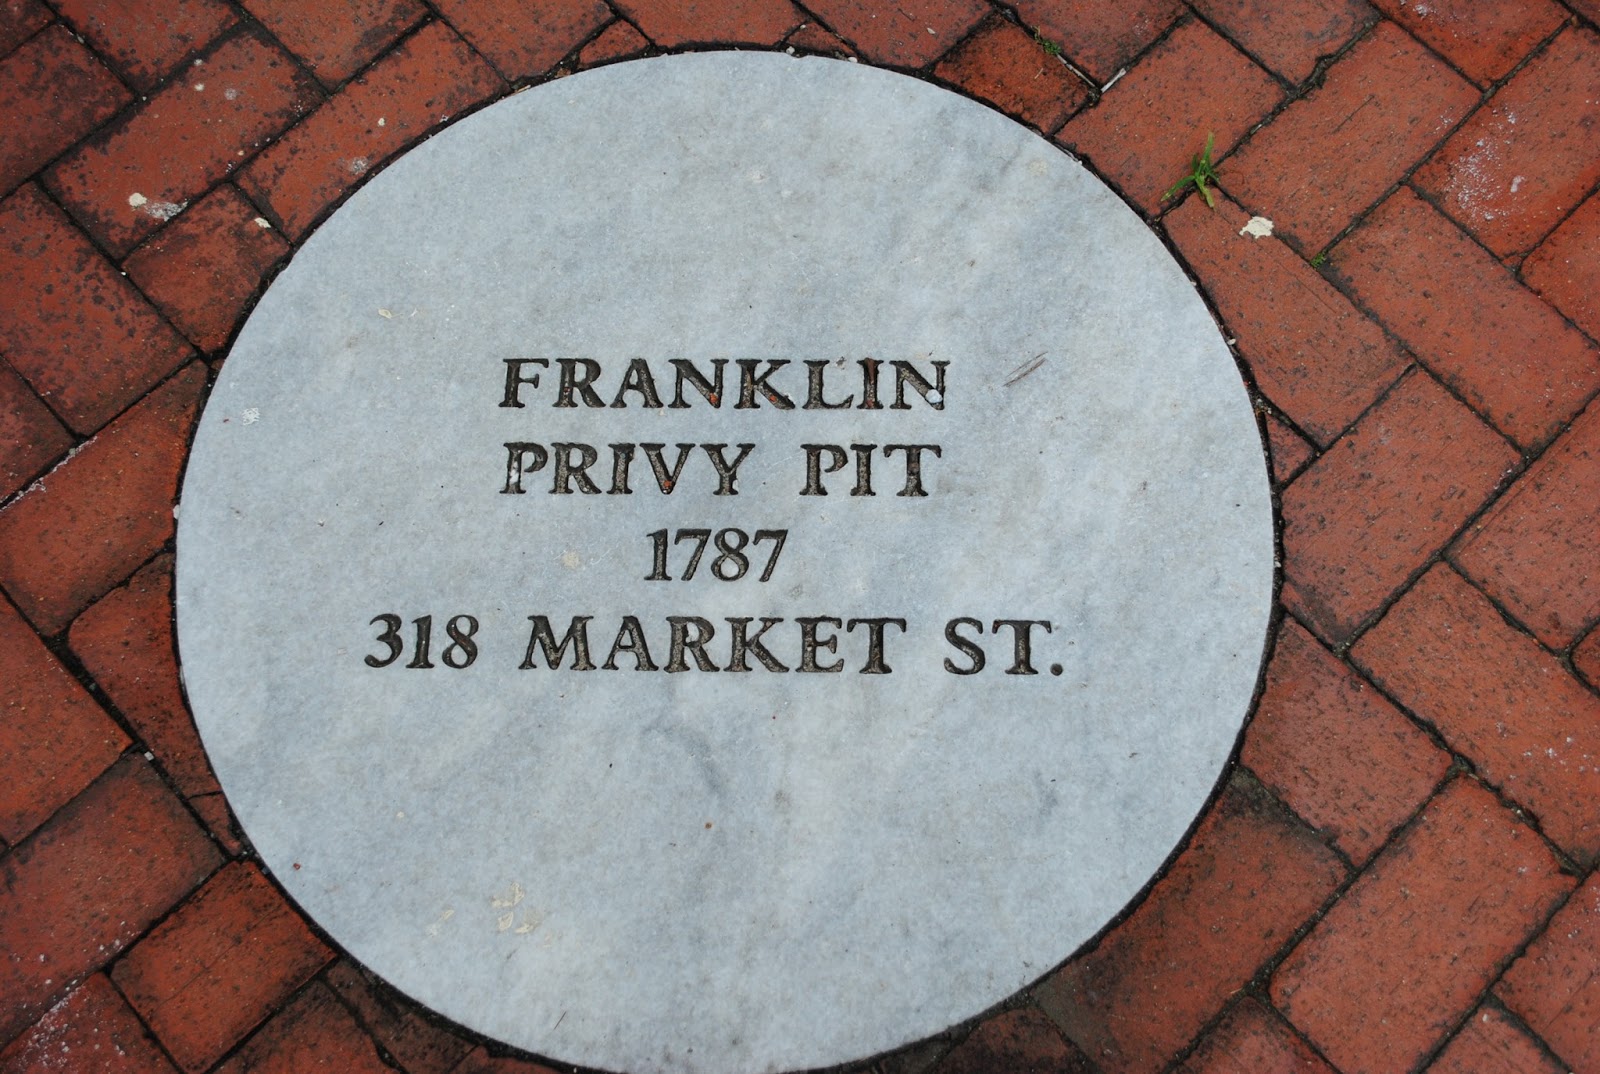 FRANKLIN
PRIVY PIT
1787
318 MARKET ST.